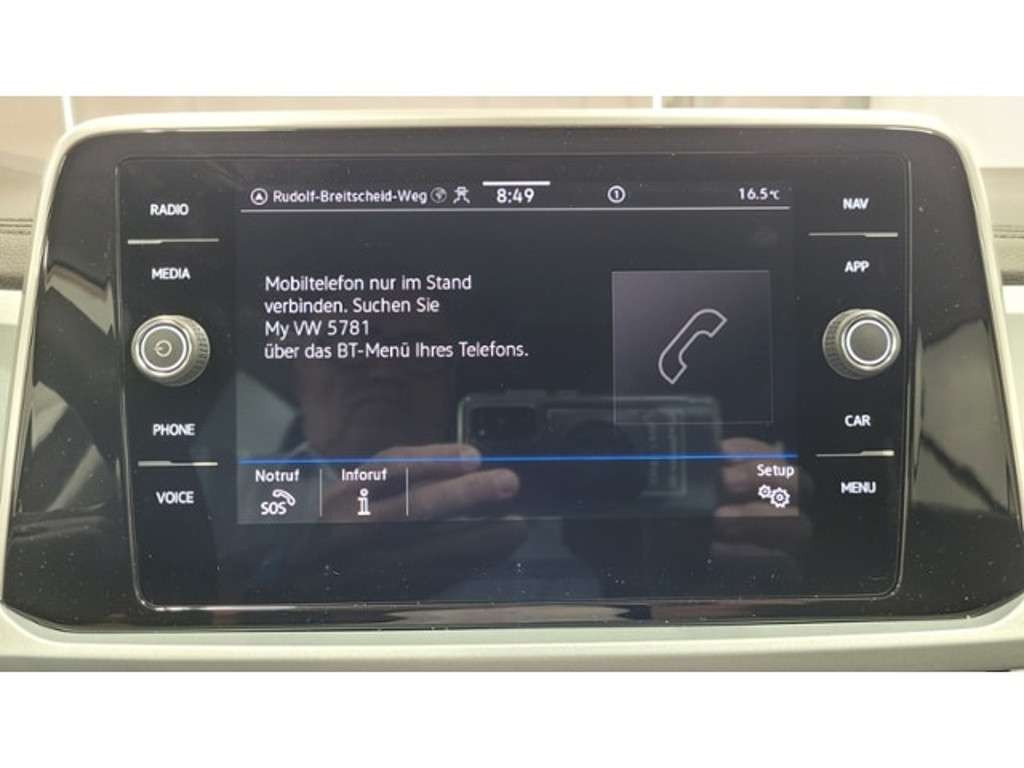 Rudolf-Breitscheid-Weg 8:49 1 16.5°C
RADIO
MEDIA
PHONE
VOICE
Mobiltelefon nur im Stand
verbinden. Suchen Sie
My VW 5781
über das BT-Menü Ihres Telefons.
Notruf
SOS
Inforuf
i
Setup
NAV
APP
CAR
MENU